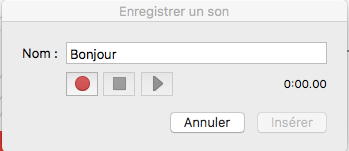 Enregistrer un son
Nom : Bonjour
0:00.00
Annuler Insérer